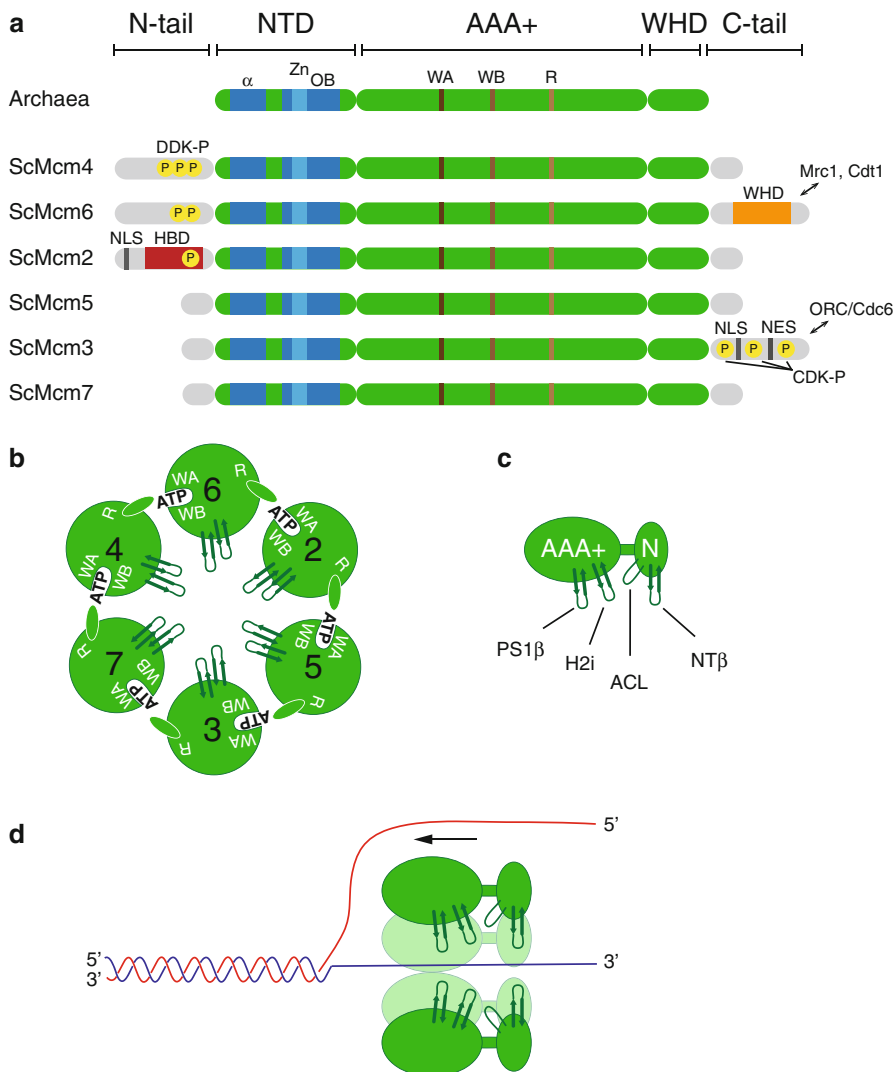 a
N-tail NTD AAA+ WHD C-tail
α Zn OB WA WB R
Archaea
DDK-P
ScMcm4 P P P
Mrc1, Cdt1
WHD
ScMcm6 P P
NLS HBD
ScMcm2 P
ScMcm5
ORC/Cdc6
NLS NES
ScMcm3 P P P
CDK-P
ScMcm7
b
6 WA WB R ATP
2 WA WB R ATP
5 WA WB R ATP
3 WA WB R ATP
7 WA WB R ATP
4 WA WB R ATP
c
AAA+ N
PS1β
H2i
ACL
NTβ
d
5’
5’
3’
3’